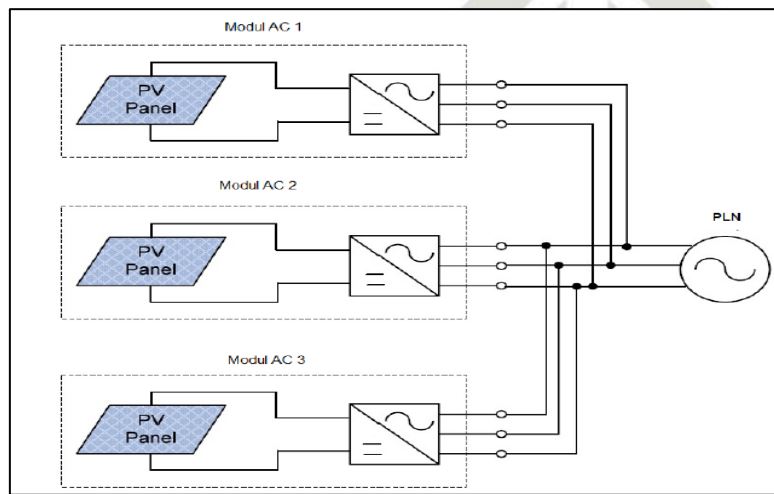 Modul AC 1
PV
Panel
Modul AC 2
PV
Panel
PLN
Modul AC 3
PV
Panel